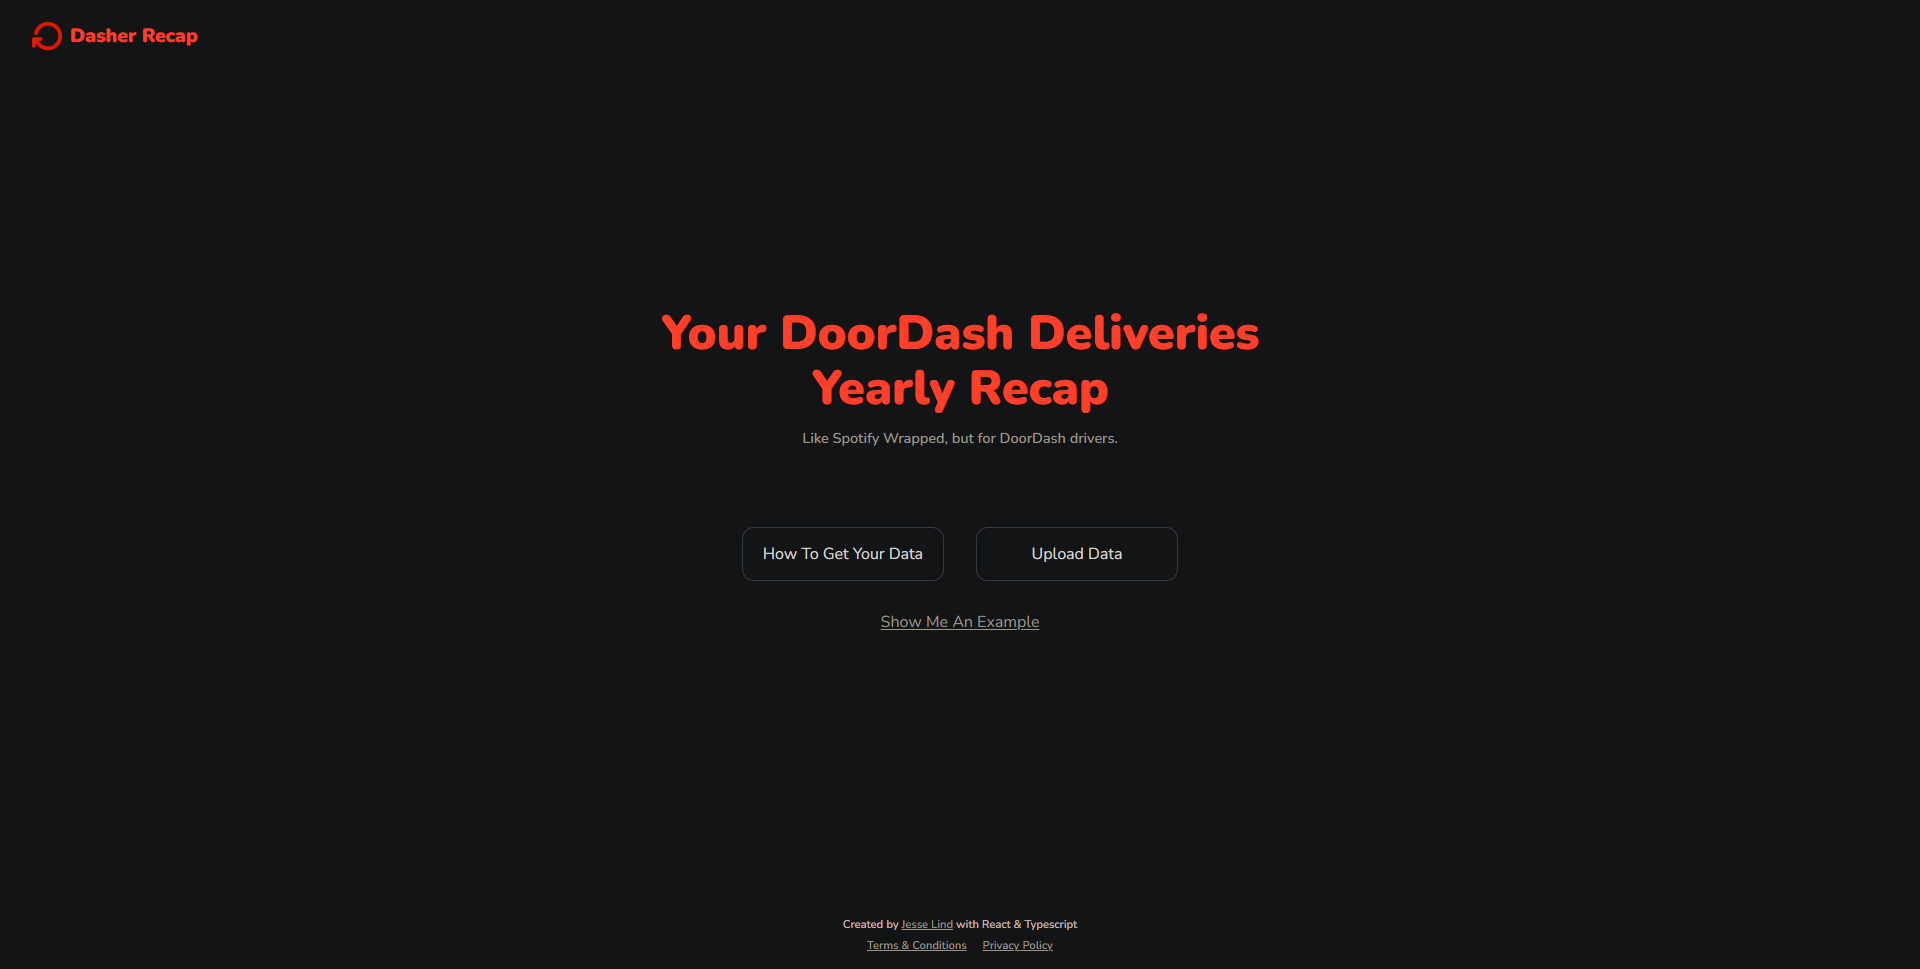 Dasher Recap
Your DoorDash Deliveries
Yearly Recap
Like Spotify Wrapped, but for DoorDash drivers.
How To Get Your Data
Upload Data
Show Me An Example
Created by Jesse Lind with React & Typescript
Terms & Conditions Privacy Policy